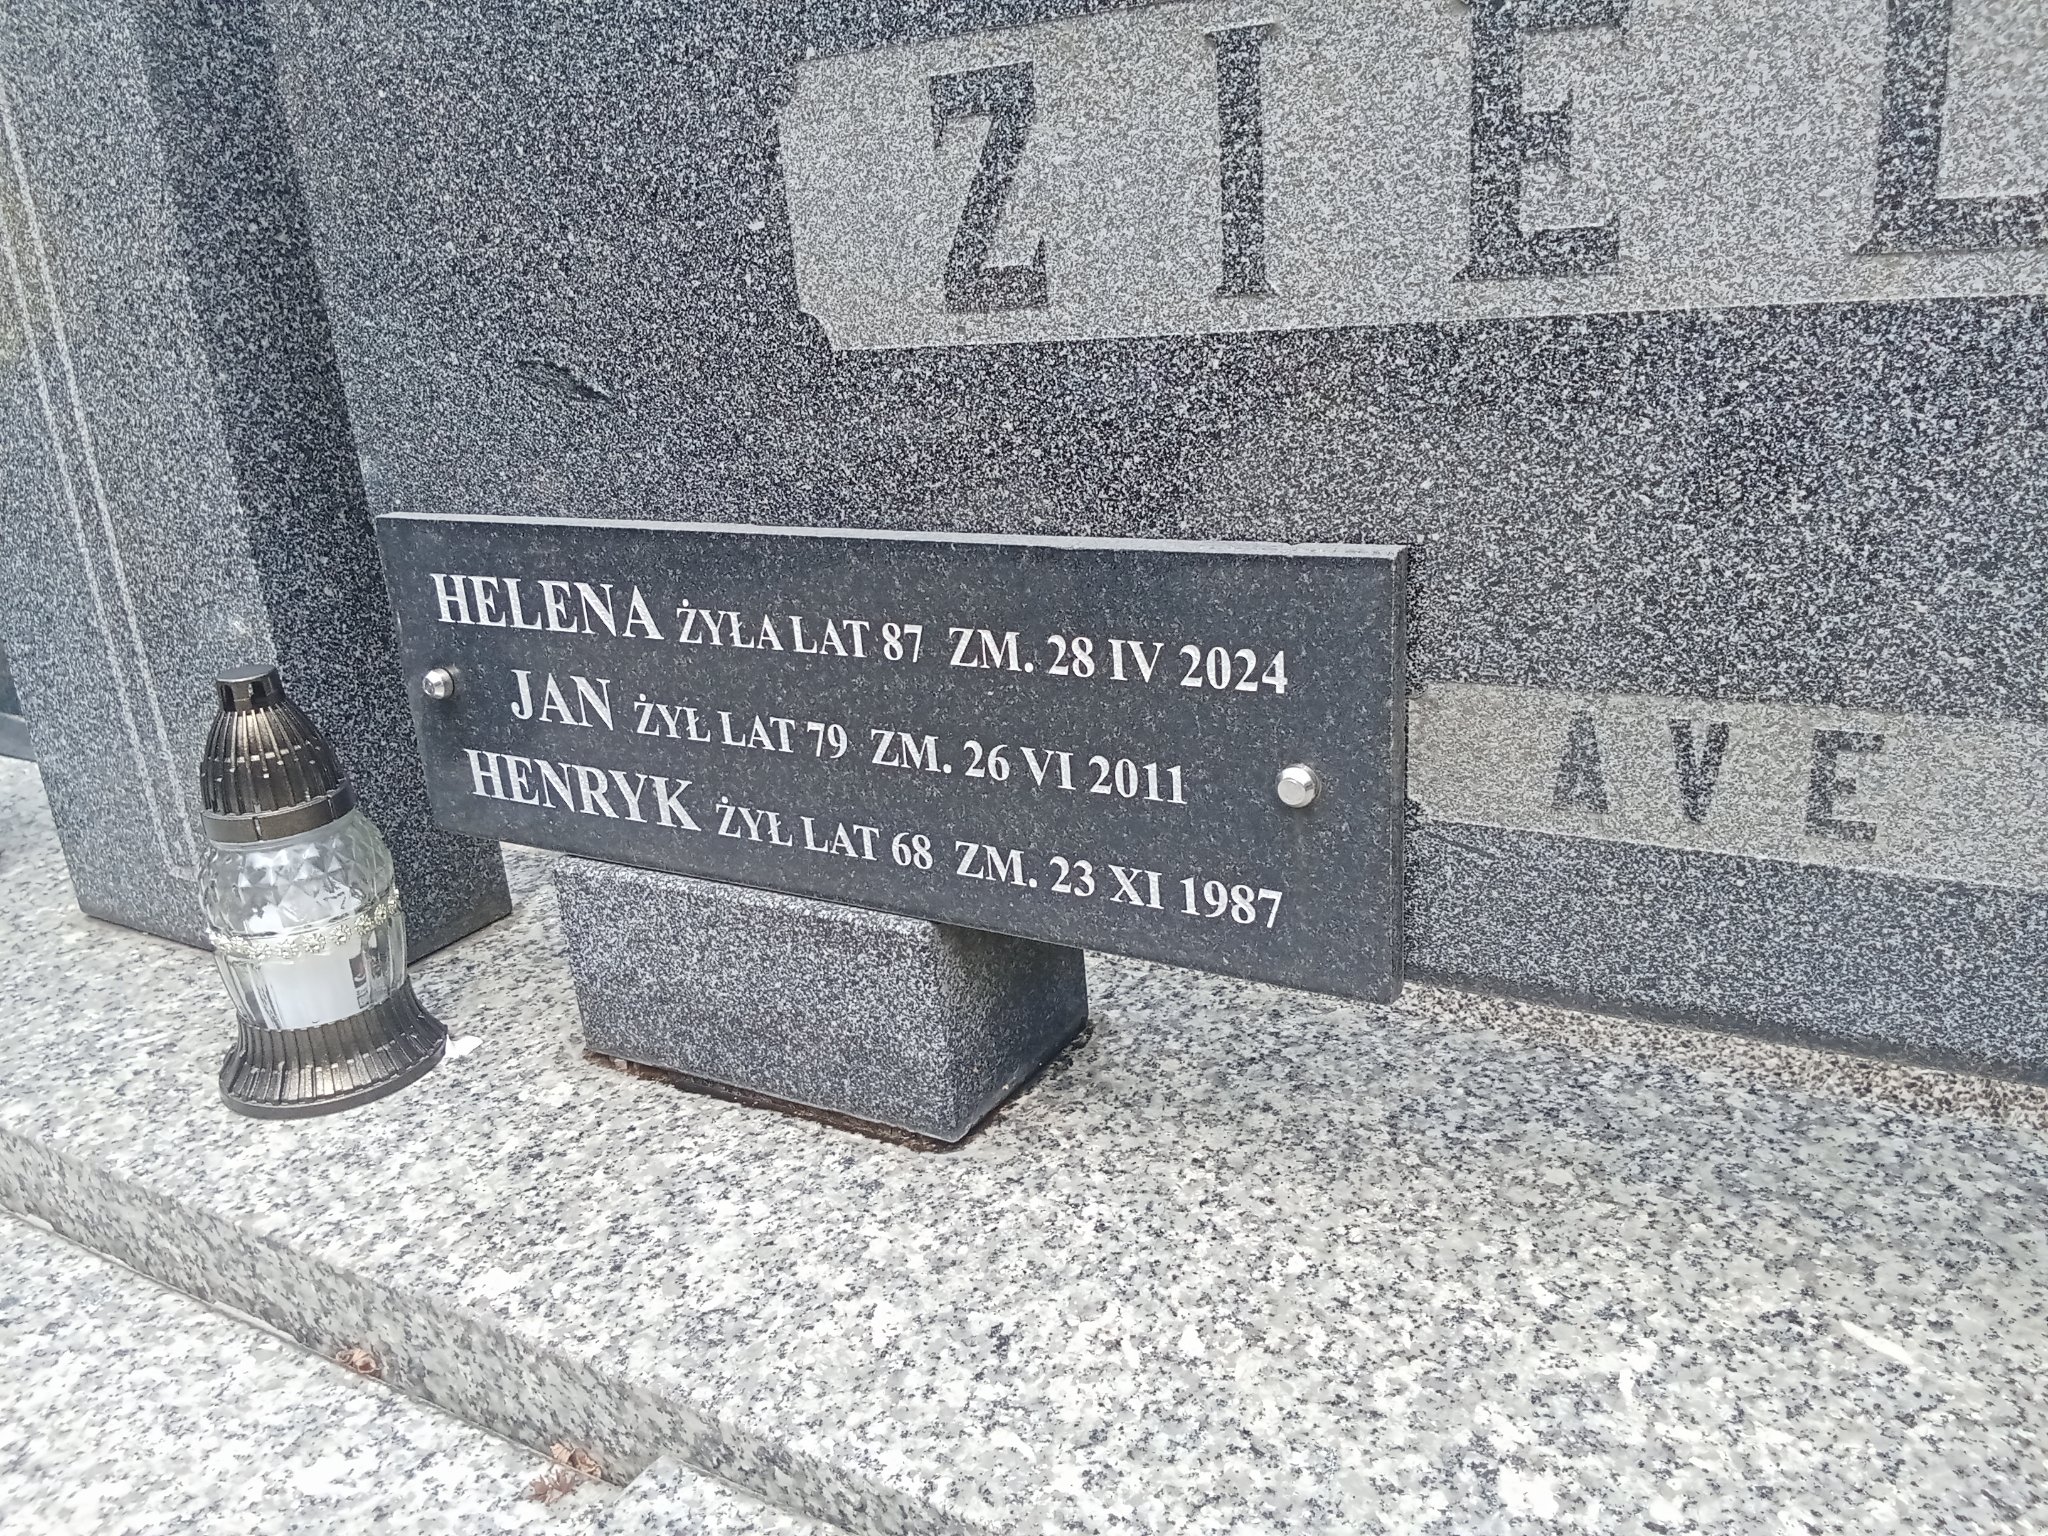 ZIEL
HELENA ŻYŁA LAT 87 ZM. 28 IV 2024
JAN ŻYŁ LAT 79 ZM. 26 VI 2011
HENRYK ŻYŁ LAT 68 ZM. 23 XI 1987
AVE